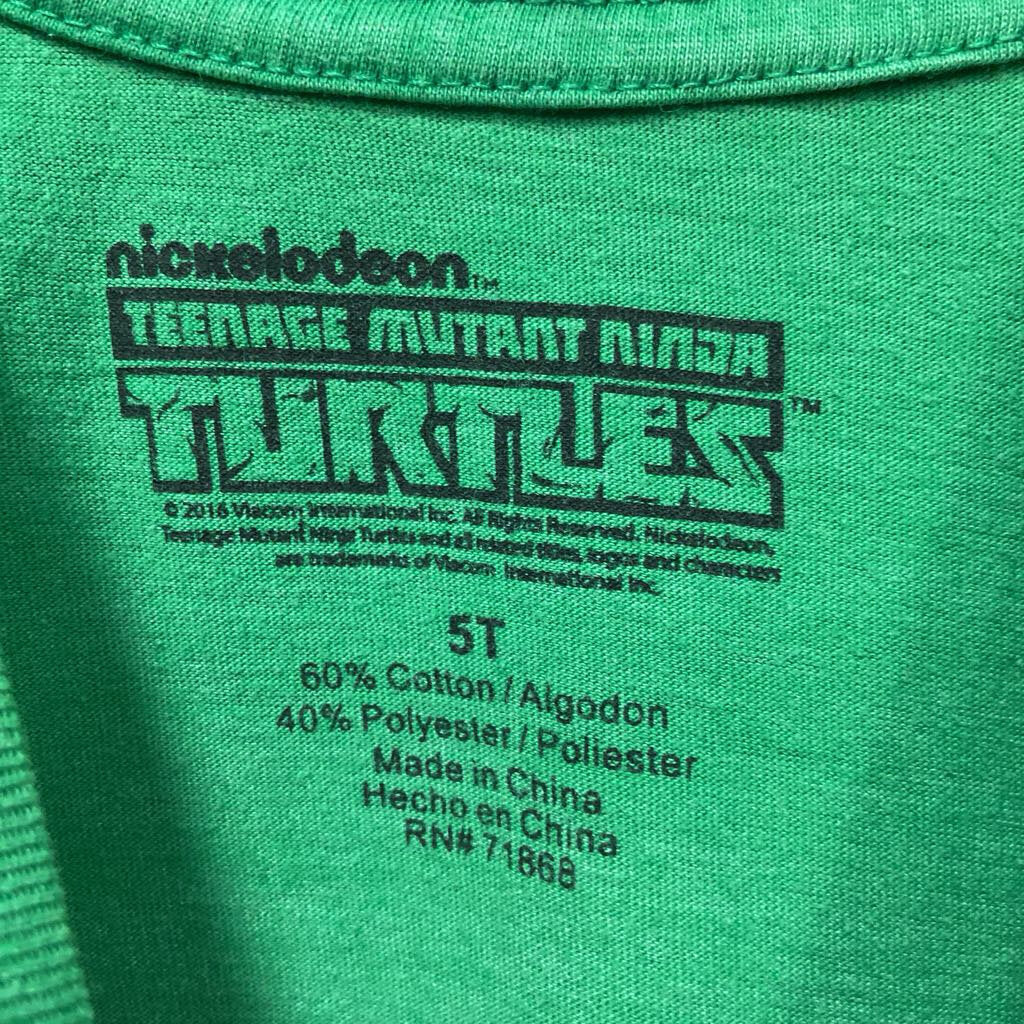 nickelodeon™
TEENAGE MUTANT NINJA
TURTLES™
© 2016 Viacom International Inc. All Rights Reserved. Nickelodeon,
Teenage Mutant Ninja Turtles and all related titles, logos and characters
are trademarks of Viacom International Inc.
5T
60% Cotton / Algodon
40% Polyester / Poliester
Made in China
Hecho en China
RN# 71868